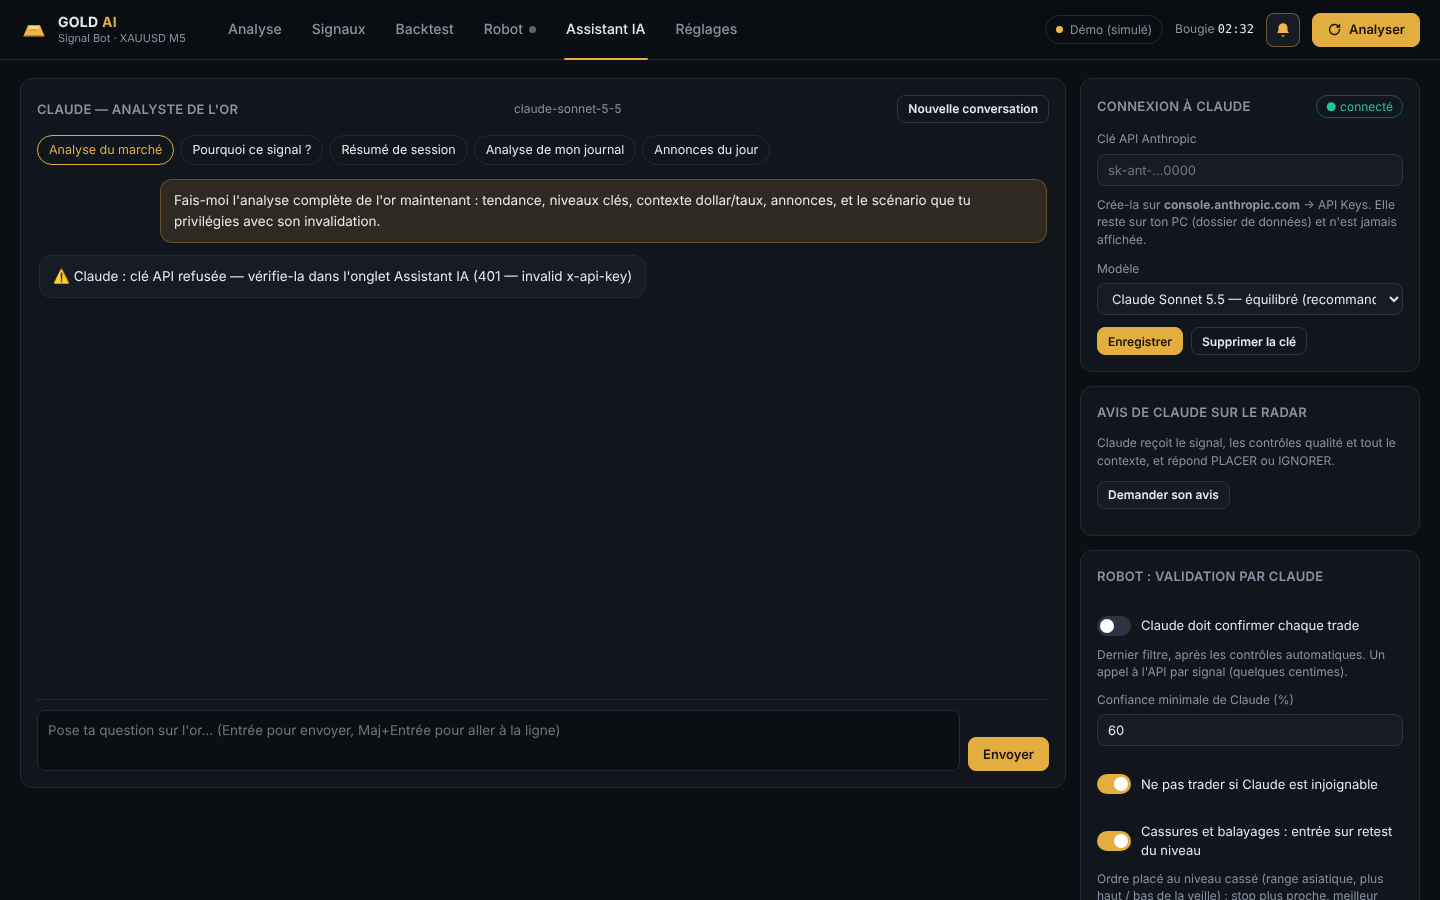 GOLD AI
Signal Bot · XAUUSD M5
Analyse
Signaux
Backtest
Robot
Assistant IA
Réglages
Démo (simulé)
Bougie 02:32
Analyser
CLAUDE — ANALYSTE DE L'OR
claude-sonnet-5-5
Nouvelle conversation
Analyse du marché
Pourquoi ce signal ?
Résumé de session
Analyse de mon journal
Annonces du jour
Fais-moi l'analyse complète de l'or maintenant : tendance, niveaux clés, contexte dollar/taux, annonces, et le scénario que tu
privilégies avec son invalidation.
⚠️ Claude : clé API refusée — vérifie-la dans l'onglet Assistant IA (401 — invalid x-api-key)
Pose ta question sur l'or... (Entrée pour envoyer, Maj+Entrée pour aller à la ligne)
Envoyer
CONNEXION À CLAUDE
connecté
Clé API Anthropic
sk-ant-...0000
Crée-la sur console.anthropic.com → API Keys. Elle
reste sur ton PC (dossier de données) et n'est jamais
affichée.
Modèle
Claude Sonnet 5.5 — équilibré (recommanc
Enregistrer
Supprimer la clé
AVIS DE CLAUDE SUR LE RADAR
Claude reçoit le signal, les contrôles qualité et tout le
contexte, et répond PLACER ou IGNORER.
Demander son avis
ROBOT : VALIDATION PAR CLAUDE
Claude doit confirmer chaque trade
Dernier filtre, après les contrôles automatiques. Un
appel à l'API par signal (quelques centimes).
Confiance minimale de Claude (%)
60
Ne pas trader si Claude est injoignable
Cassures et balayages : entrée sur retest
du niveau
Ordre placé au niveau cassé (range asiatique, plus
haut / bas de la veille) : stop plus proche, meilleur